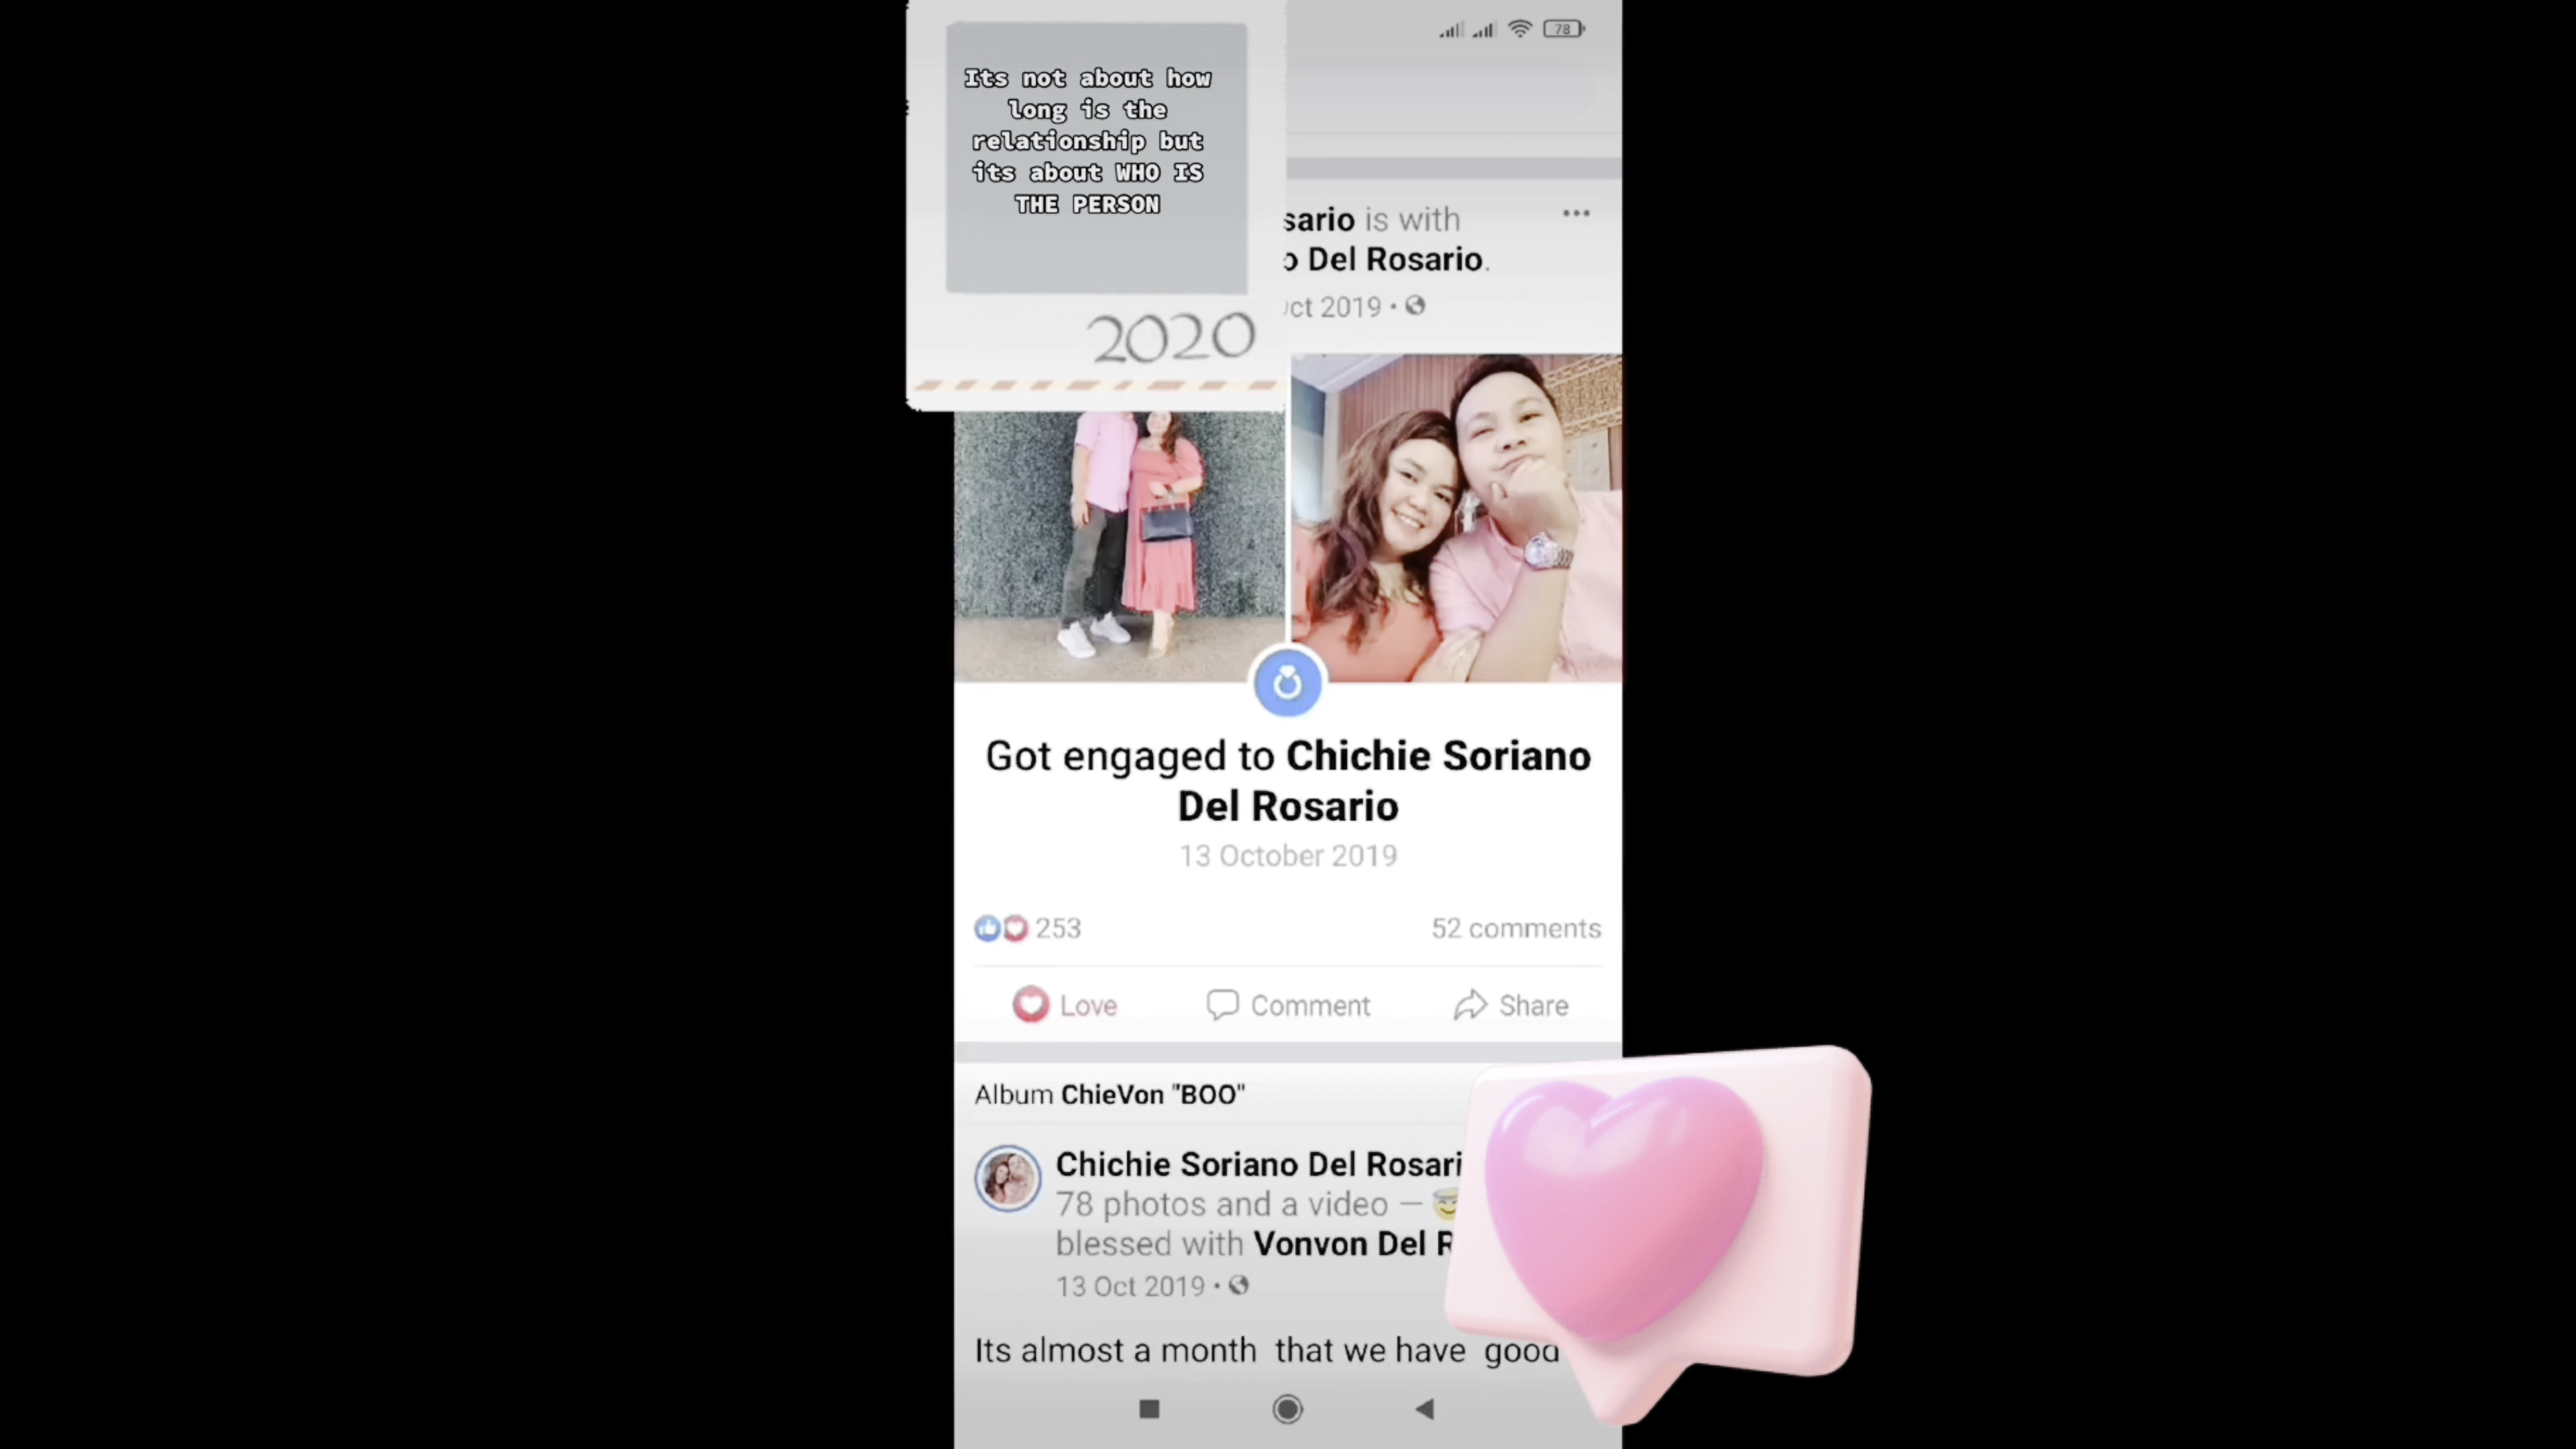 Its not about how
long is the
relationship but
its about WHO IS
THE PERSON
2020
78
is with
Del Rosario.
2019 •
Got engaged to Chichie Soriano
Del Rosario
13 October 2019
253
52 comments
Love
Comment
Share
Album ChieVon "BOO"
Chichie Soriano Del
78 photos and a video —
blessed with Vonvon Del
13 Oct 2019 •
Its almost a month that we have good